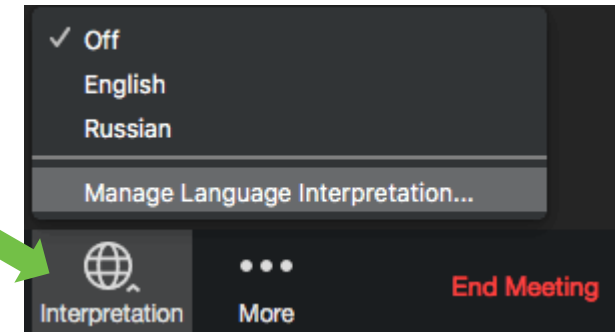 Off
English
Russian
Manage Language Interpretation...
Interpretation
More
End Meeting